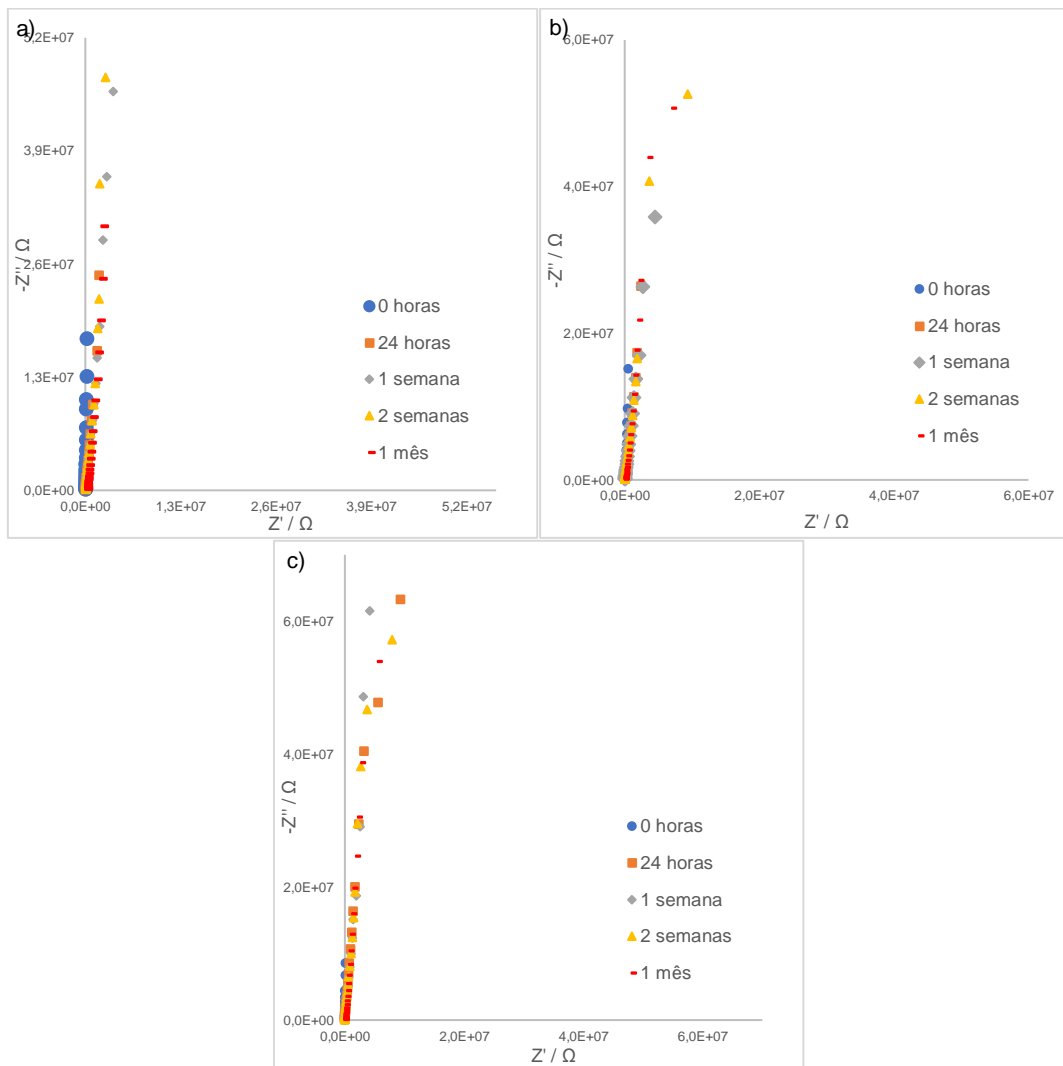 a)
5,2E+07
3,9E+07
2,6E+07
1,3E+07
0,0E+00
-Z'' / Ω
0 horas
24 horas
1 semana
2 semanas
1 mês
0,0E+00 1,3E+07 2,6E+07 3,9E+07 5,2E+07
Z' / Ω
b)
6,0E+07
4,0E+07
2,0E+07
0,0E+00
-Z'' / Ω
0 horas
24 horas
1 semana
2 semanas
1 mês
0,0E+00 2,0E+07 4,0E+07 6,0E+07
Z' / Ω
c)
6,0E+07
4,0E+07
2,0E+07
0,0E+00
-Z'' / Ω
0 horas
24 horas
1 semana
2 semanas
1 mês
0,0E+00 2,0E+07 4,0E+07 6,0E+07
Z' / Ω